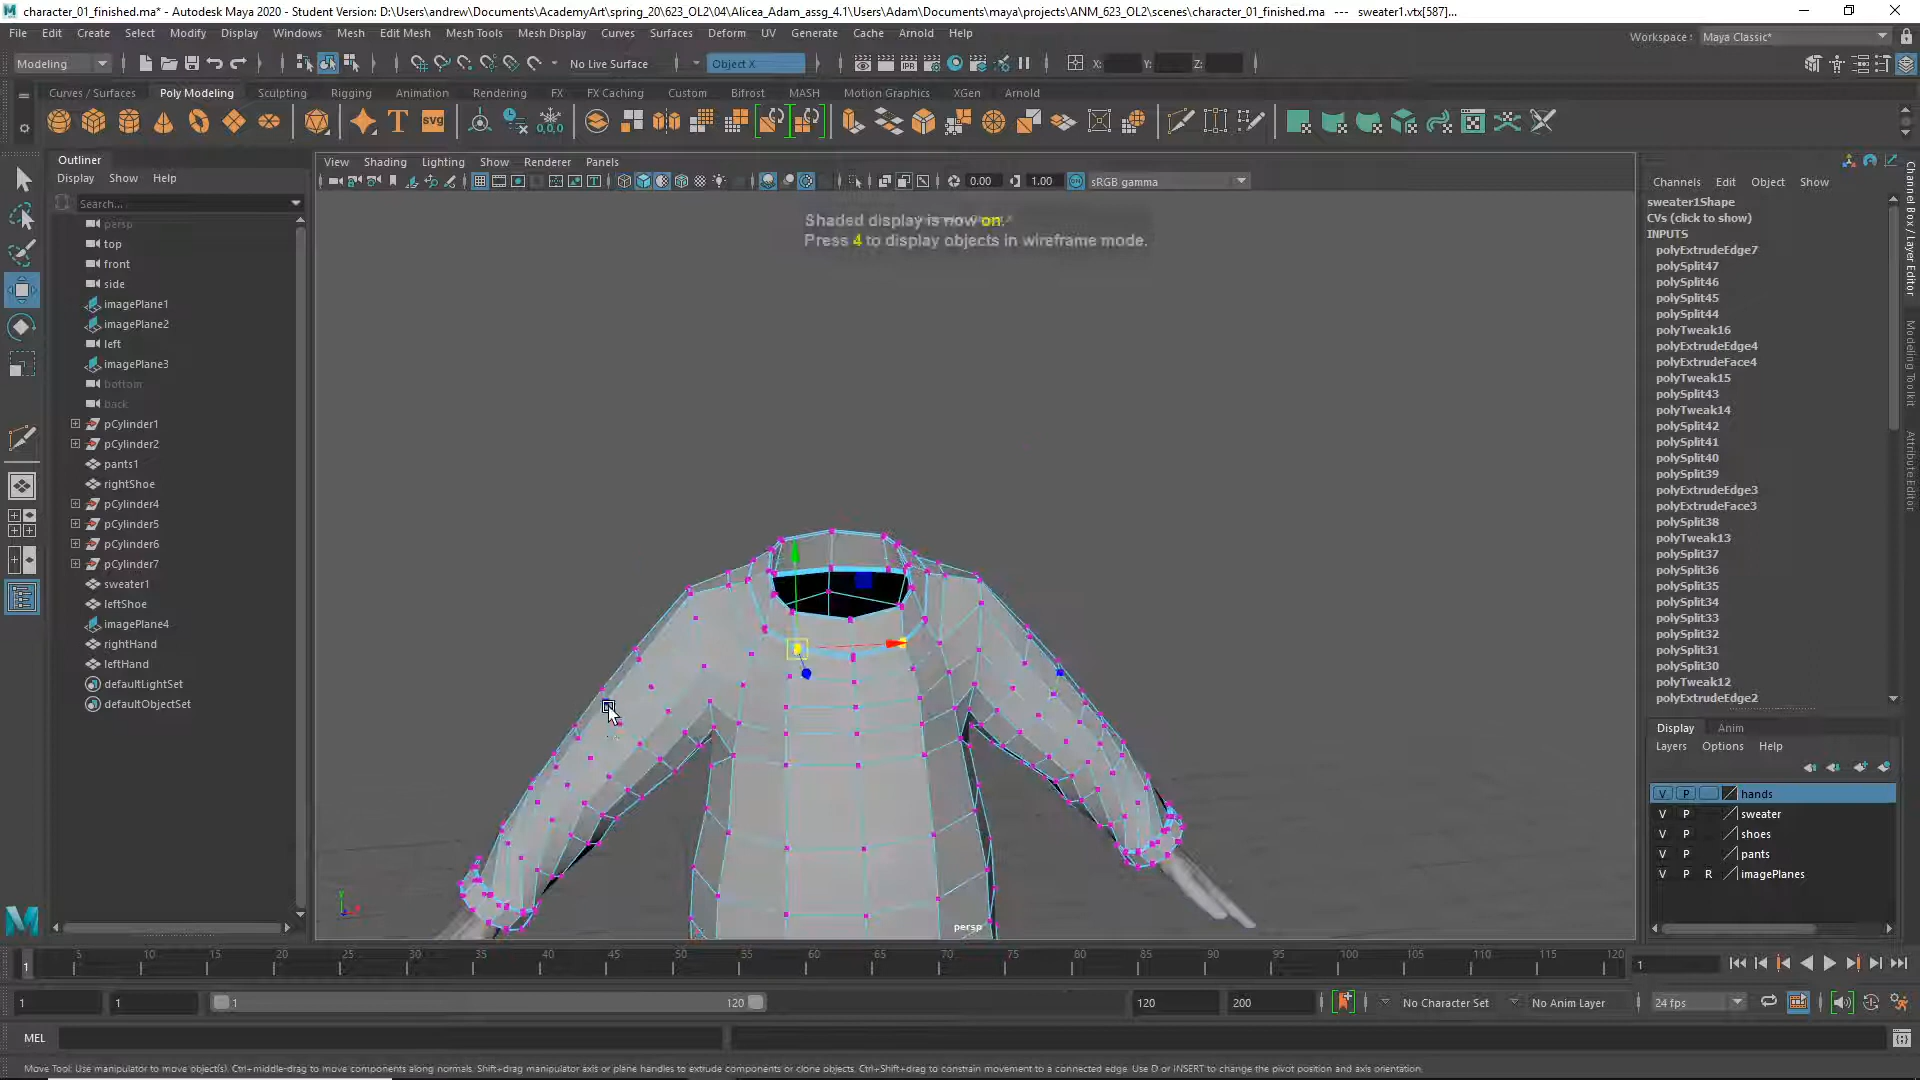 character_01_finished.ma* - Autodesk Maya 2020 - Student Version: D:\Users\andrew\Documents\AcademyArt\spring_20\623_OL2\04\Alicea_Adam_assg_4.1\Users\Adam\Documents\maya\projects\ANM_623_OL2\scenes\character_01_finished.ma --- sweater1.vtx[587]...
File Edit Create Select Modify Display Windows Mesh Edit Mesh Mesh Tools Mesh Display Curves Surfaces Deform UV Generate Cache Arnold Help
Workspace : Maya Classic*
Modeling No Live Surface Object X X: Y: Z:
Curves / Surfaces Poly Modeling Sculpting Rigging Animation Rendering FX FX Caching Custom Bifrost MASH Motion Graphics XGen Arnold
T svg 0,0,0
Outliner
Display Show Help
Search...
persp
top
front
side
imagePlane1
imagePlane2
left
imagePlane3
bottom
back
pCylinder1
pCylinder2
pants1
rightShoe
pCylinder4
pCylinder5
pCylinder6
pCylinder7
sweater1
leftShoe
imagePlane4
rightHand
leftHand
defaultLightSet
defaultObjectSet
View Shading Lighting Show Renderer Panels
0.00 1.00 sRGB gamma
Shaded display is now on.
Press 4 to display objects in wireframe mode.
persp
Channels Edit Object Show
sweater1Shape
CVs (click to show)
INPUTS
polyExtrudeEdge7
polySplit47
polySplit46
polySplit45
polySplit44
polyTweak16
polyExtrudeEdge4
polyExtrudeFace4
polyTweak15
polySplit43
polyTweak14
polySplit42
polySplit41
polySplit40
polySplit39
polyExtrudeEdge3
polyExtrudeFace3
polySplit38
polyTweak13
polySplit37
polySplit36
polySplit35
polySplit34
polySplit33
polySplit32
polySplit31
polySplit30
polyTweak12
polyExtrudeEdge2
Channel Box / Layer Editor
Modeling Toolkit
Attribute Editor
Display Anim
Layers Options Help
V P hands
V P sweater
V P shoes
V P pants
V P R imagePlanes
1 5 10 15 20 25 30 35 40 45 50 55 60 65 70 75 80 85 90 95 100 105 110 115 120
1
1 1 1 120 120 200 No Character Set No Anim Layer 24 fps
MEL
Move Tool: Use manipulator to move object(s). Ctrl+middle-drag to move components along normals. Shift+drag manipulator axis or plane handles to extrude components or clone objects. Ctrl+Shift+drag to constrain movement to a connected edge. Use D or INSERT to change the pivot position and axis orientation.